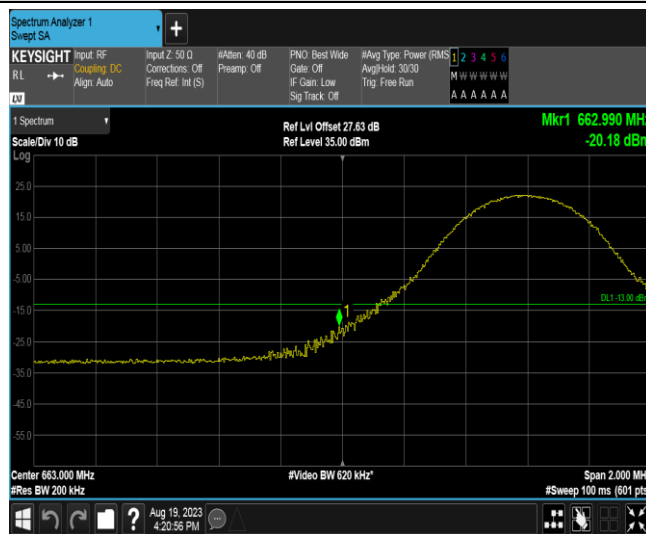 Spectrum Analyzer 1
Swept SA
+
KEYSIGHT
RL
Input: RF
Coupling: DC
Align: Auto
Input Z: 50 Ω
Corrections: Off
Freq Ref: Int (S)
#Atten: 40 dB
Preamp: Off
PNO: Best Wide
Gate: Off
IF Gain: Low
Sig Track: Off
#Avg Type: Power (RMS
Avg|Hold: 30/30
Trig: Free Run
1 2 3 4 5 6
M W W W W W
A A A A A A
LXI
1 Spectrum
Scale/Div 10 dB
Log
Ref Lvl Offset 27.63 dB
Ref Level 35.00 dBm
Mkr1 662.990 MHz
-20.18 dBm
25.0
15.0
5.00
-5.00
DL1 -13.00 dBm
-15.0
1
-25.0
-35.0
-45.0
-55.0
Center 663.000 MHz
#Res BW 200 kHz
#Video BW 620 kHz*
Span 2.000 MHz
#Sweep 100 ms (601 pts
?
Aug 19, 2023
4:20:56 PM